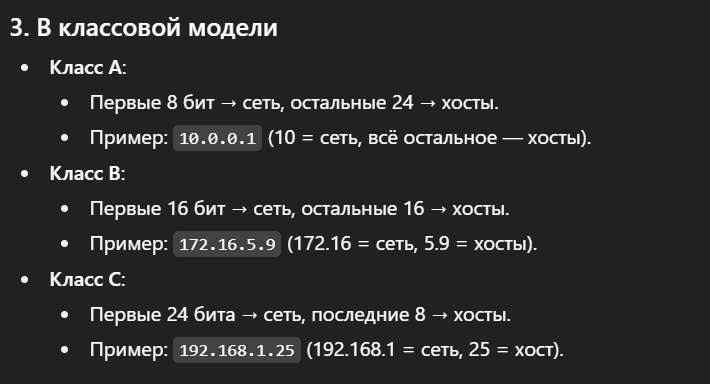 3. В классовой модели
• Класс A:
• Первые 8 бит → сеть, остальные 24 → хосты.
• Пример: 10.0.0.1 (10 = сеть, всё остальное — хосты).
• Класс B:
• Первые 16 бит → сеть, остальные 16 → хосты.
• Пример: 172.16.5.9 (172.16 = сеть, 5.9 = хосты).
• Класс C:
• Первые 24 бита → сеть, последние 8 → хосты.
• Пример: 192.168.1.25 (192.168.1 = сеть, 25 = хост).